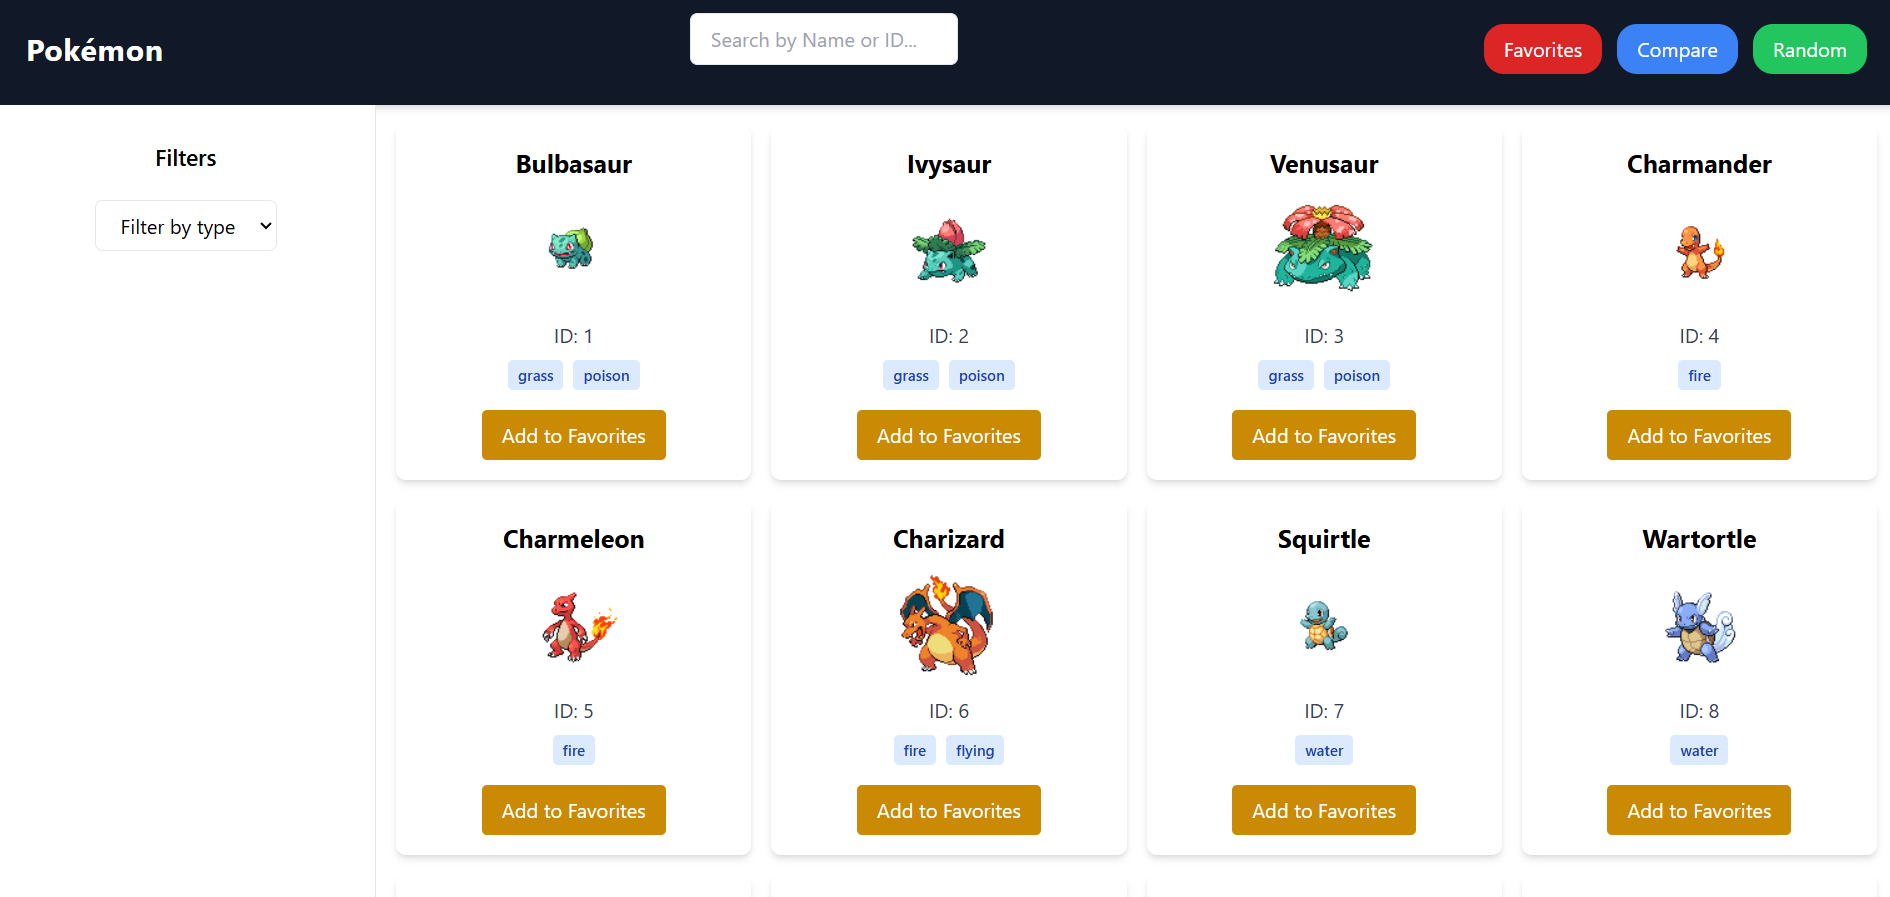 Pokémon
Search by Name or ID...
Favorites
Compare
Random
Filters
Filter by type
Bulbasaur
ID: 1
grass poison
Add to Favorites
Ivysaur
ID: 2
grass poison
Add to Favorites
Venusaur
ID: 3
grass poison
Add to Favorites
Charmander
ID: 4
fire
Add to Favorites
Charmeleon
ID: 5
fire
Add to Favorites
Charizard
ID: 6
fire flying
Add to Favorites
Squirtle
ID: 7
water
Add to Favorites
Wartortle
ID: 8
water
Add to Favorites